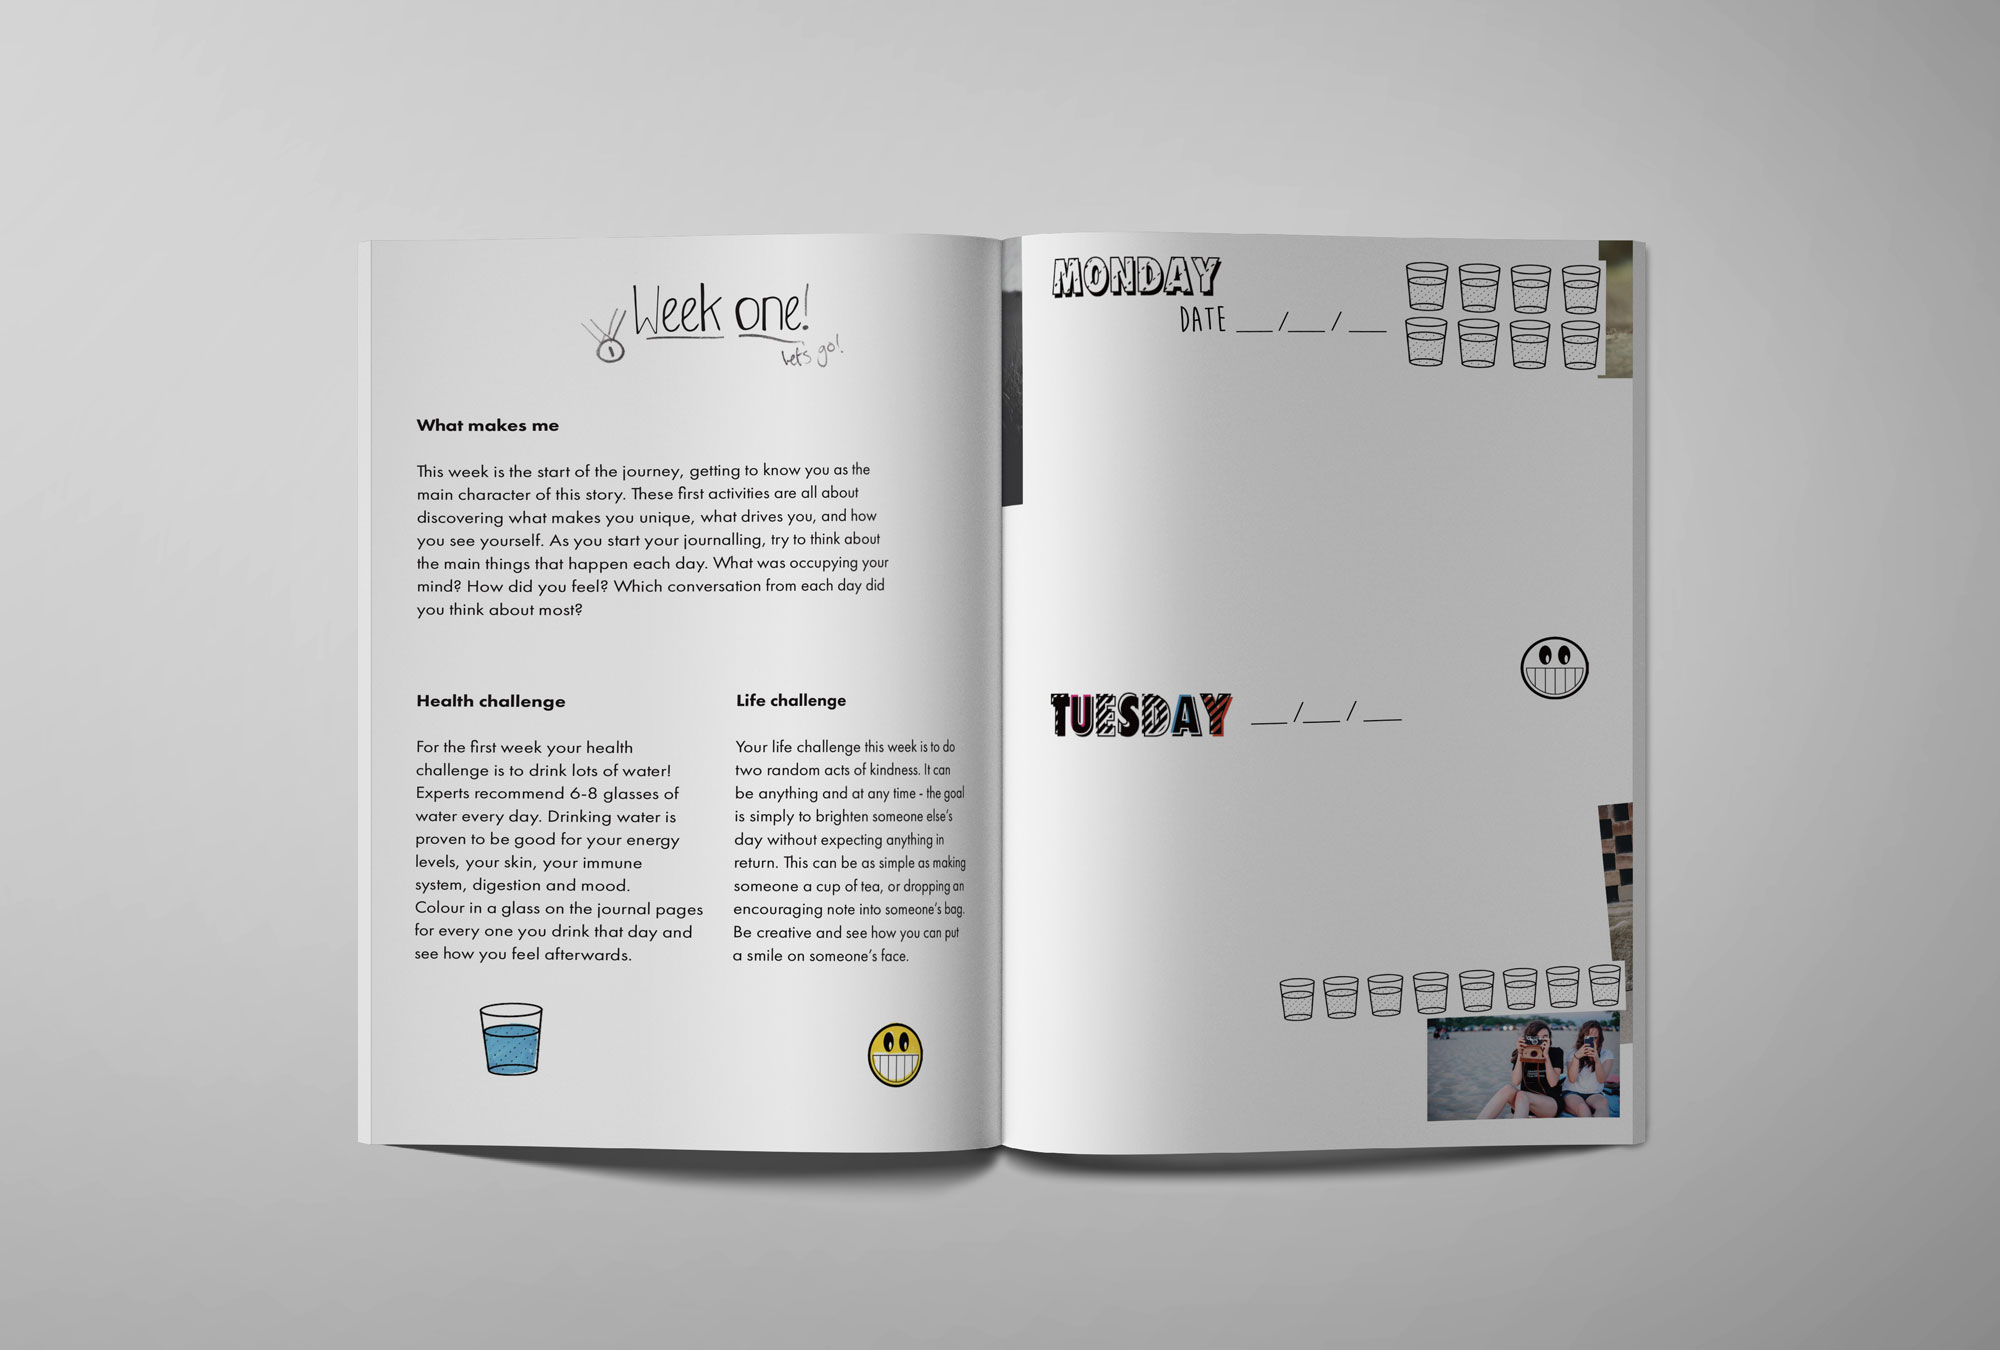 Week one!
Let's go!
1
What makes me
This week is the start of the journey, getting to know you as the
main character of this story. These first activities are all about
discovering what makes you unique, what drives you, and how
you see yourself. As you start your journalling, try to think about
the main things that happen each day. What was occupying your
mind? How did you feel? Which conversation from each day did
you think about most?
Health challenge
For the first week your health
challenge is to drink lots of water!
Experts recommend 6-8 glasses of
water every day. Drinking water is
proven to be good for your energy
levels, your skin, your immune
system, digestion and mood.
Colour in a glass on the journal pages
for every one you drink that day and
see how you feel afterwards.
Life challenge
Your life challenge this week is to do
two random acts of kindness. It can
be anything and at any time - the goal
is simply to brighten someone else's
day without expecting anything in
return. This can be as simple as making
someone a cup of tea, or dropping an
encouraging note into someone's bag.
Be creative and see how you can put
a smile on someone's face.
MONDAY
DATE ___ /___ / ___
TUESDAY ___ /___ / ___